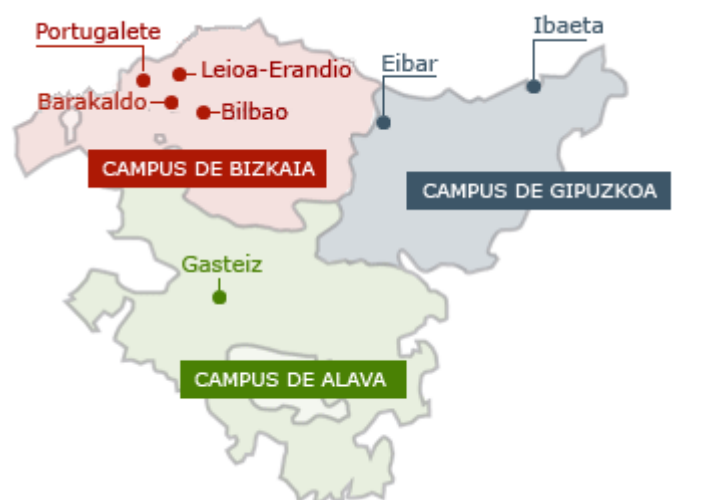 Portugalete
Ibaeta
Leioa-Erandio
Eibar
Barakaldo
Bilbao
CAMPUS DE BIZKAIA
CAMPUS DE GIPUZKOA
Gasteiz
CAMPUS DE ALAVA